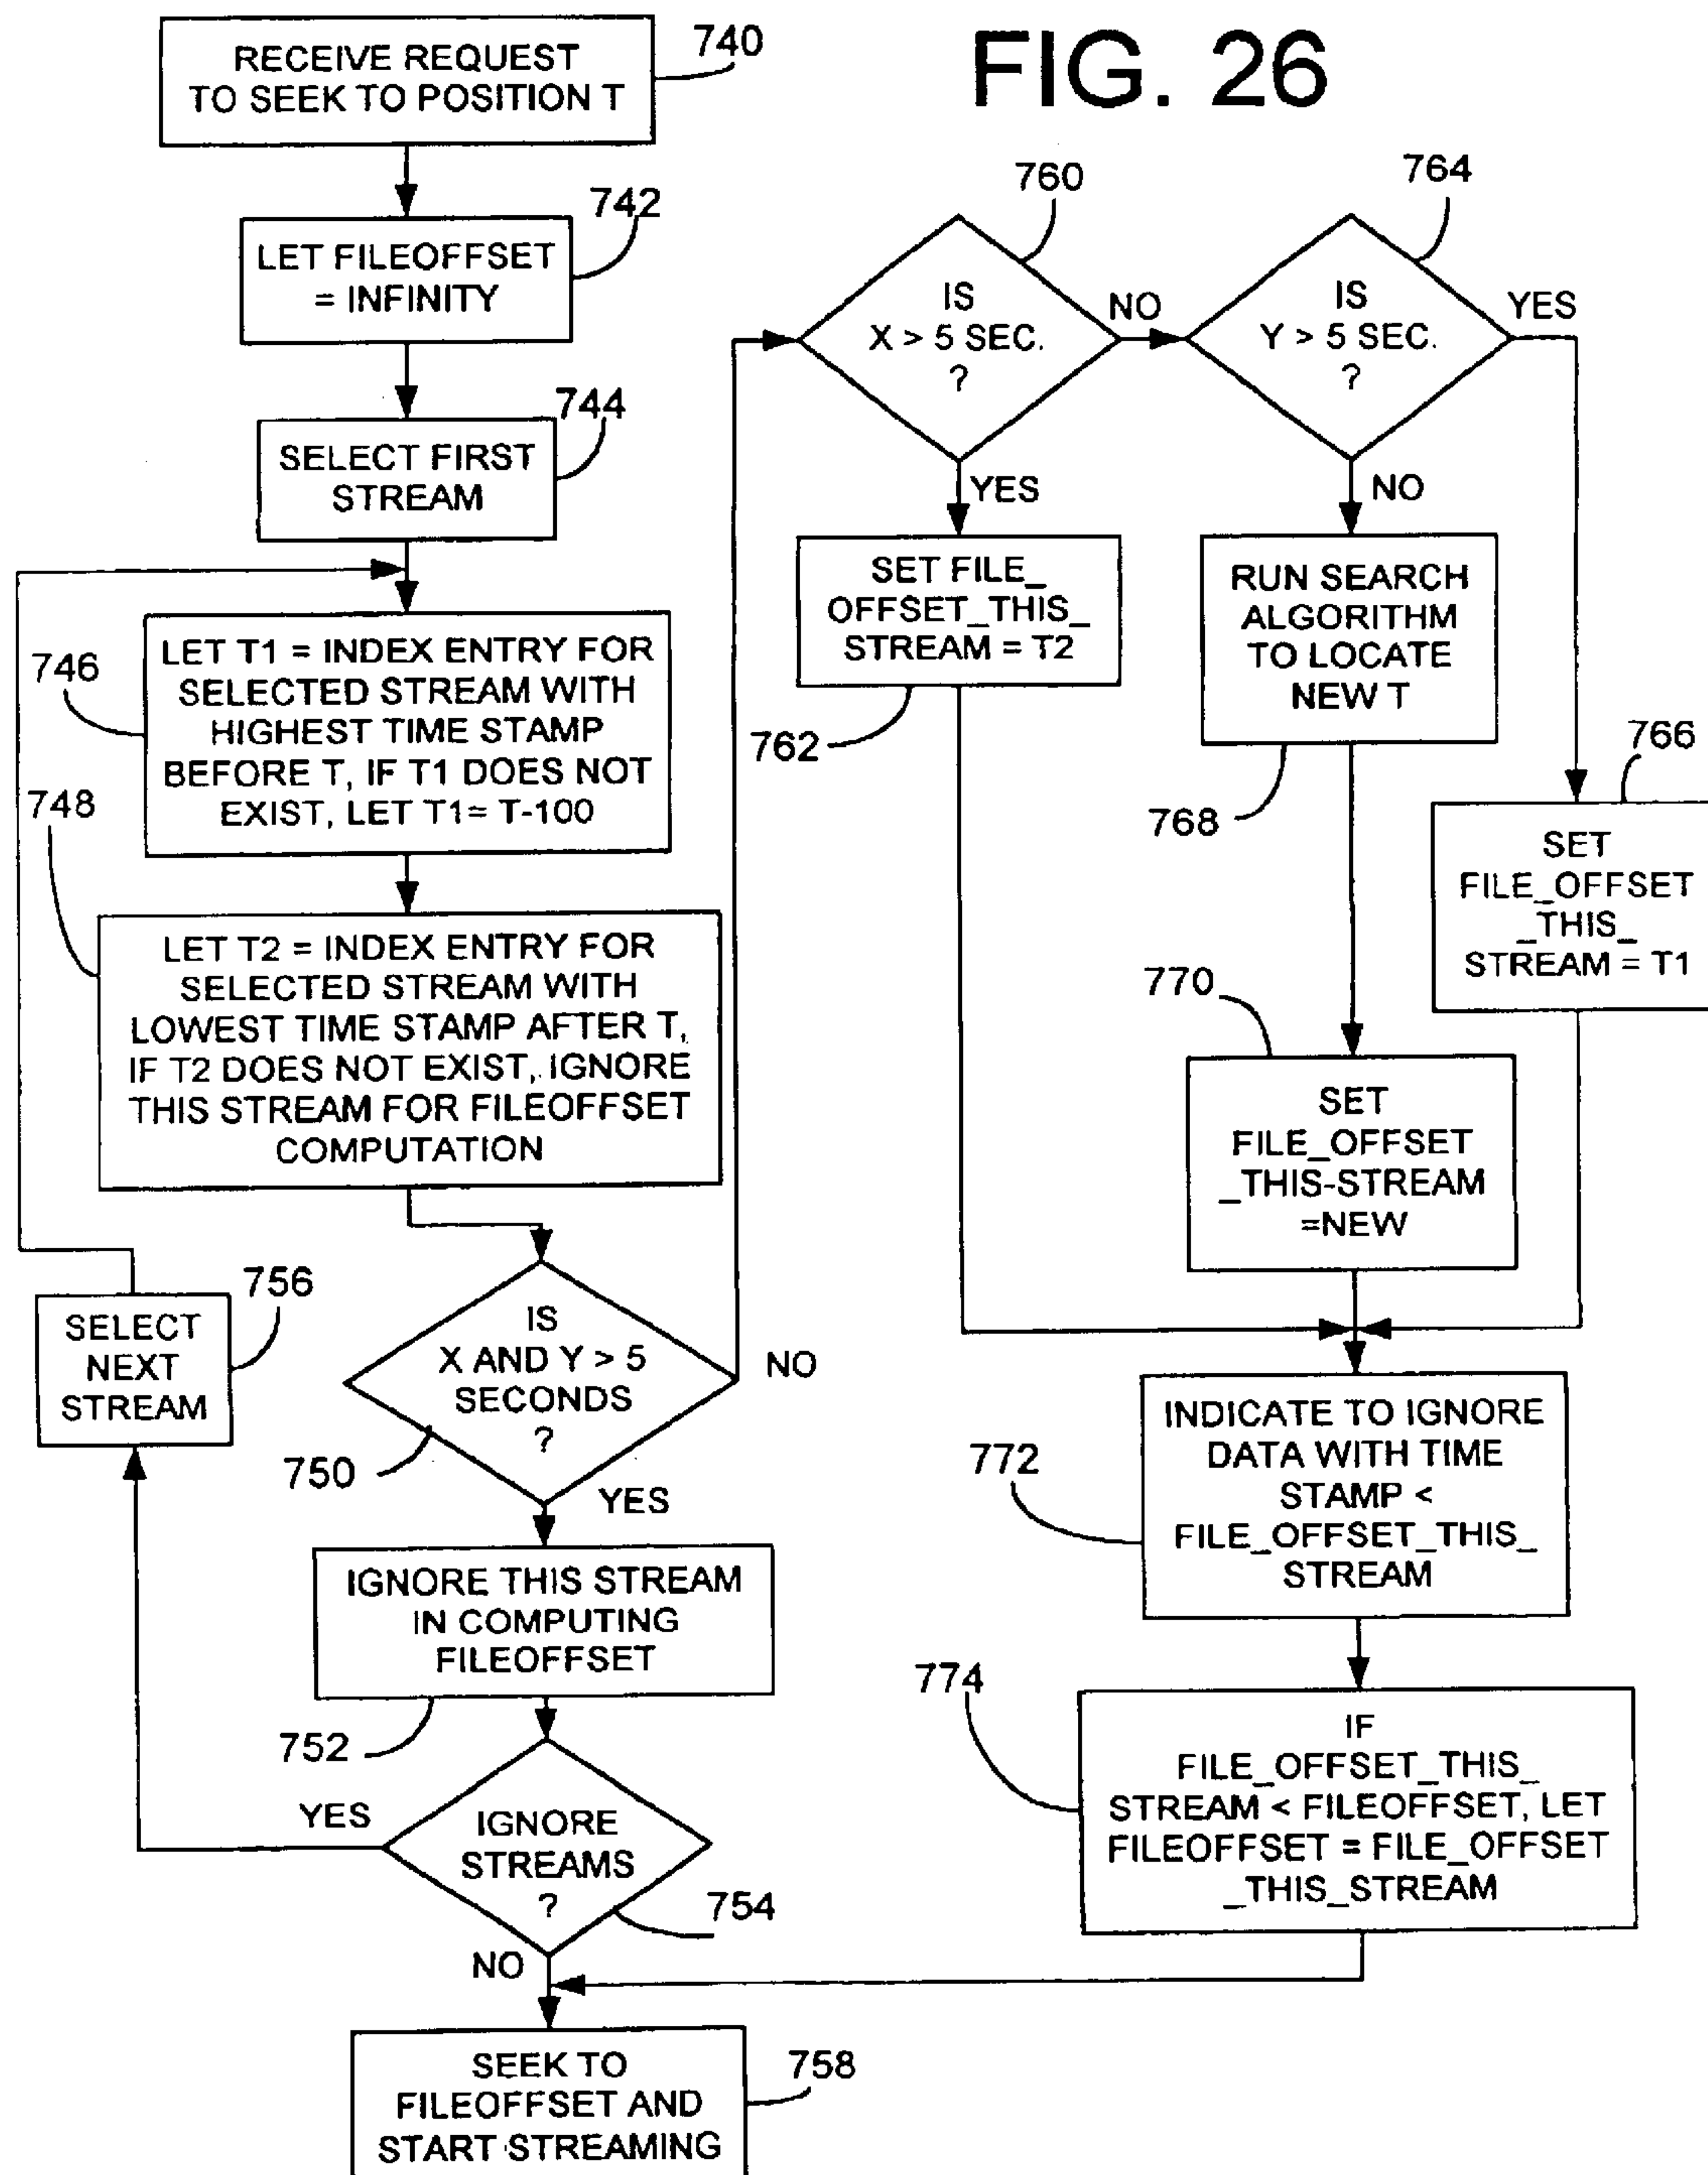 FIG. 26
740
RECEIVE REQUEST
TO SEEK TO POSITION T
742
LET FILEOFFSET
= INFINITY
744
SELECT FIRST
STREAM
746
LET T1 = INDEX ENTRY FOR
SELECTED STREAM WITH
HIGHEST TIME STAMP
BEFORE T, IF T1 DOES NOT
EXIST, LET T1= T-100
748
LET T2 = INDEX ENTRY FOR
SELECTED STREAM WITH
LOWEST TIME STAMP AFTER T,
IF T2 DOES NOT EXIST, IGNORE
THIS STREAM FOR FILEOFFSET
COMPUTATION
756
SELECT
NEXT
STREAM
IS
X AND Y > 5
SECONDS
?
NO
750
YES
IGNORE THIS STREAM
IN COMPUTING
FILEOFFSET
752
YES
IGNORE
STREAMS
?
754
NO
SEEK TO
FILEOFFSET AND
START STREAMING
758
760
IS
X > 5 SEC.
?
NO
YES
764
IS
Y > 5 SEC.
?
YES
NO
SET FILE_
OFFSET_THIS_
STREAM = T2
762
RUN SEARCH
ALGORITHM
TO LOCATE
NEW T
768
766
SET
FILE_OFFSET
_THIS_
STREAM = T1
770
SET
FILE_OFFSET
_THIS-STREAM
=NEW
772
INDICATE TO IGNORE
DATA WITH TIME
STAMP <
FILE_OFFSET_THIS_
STREAM
774
IF
FILE_OFFSET_THIS_
STREAM < FILEOFFSET, LET
FILEOFFSET = FILE_OFFSET
_THIS_STREAM